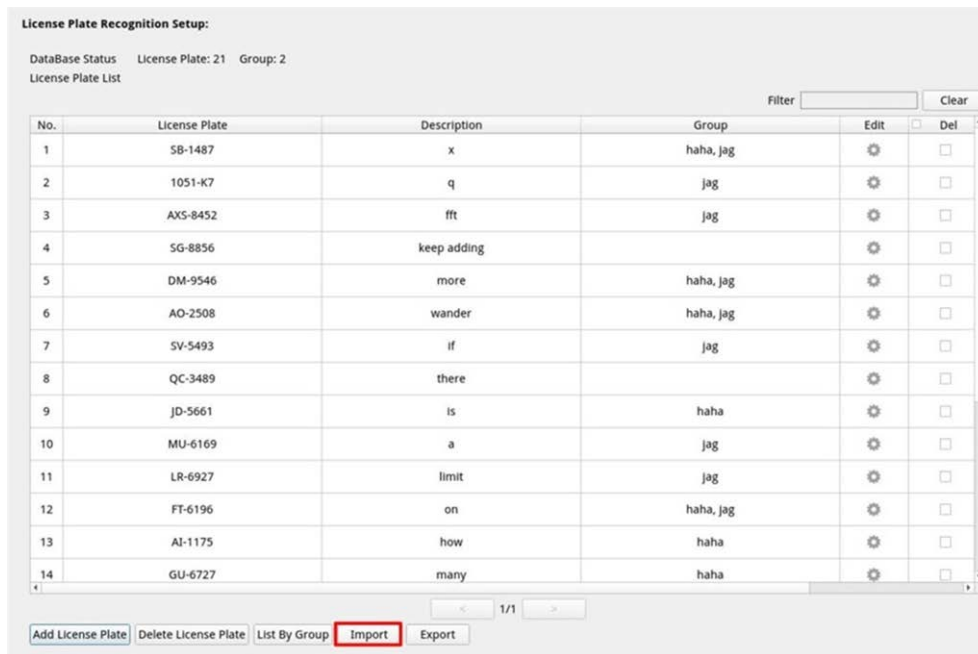 License Plate Recognition Setup:
DataBase Status License Plate: 21 Group: 2
License Plate List
Filter Clear
No. License Plate Description Group Edit Del
1 SB-1487 x haha, jag
2 1051-K7 q jag
3 AXS-8452 fft jag
4 SG-8856 keep adding
5 DM-9546 more haha, jag
6 AO-2508 wander haha, jag
7 SV-5493 if jag
8 QC-3489 there
9 JD-5661 is haha
10 MU-6169 a jag
11 LR-6927 limit jag
12 FT-6196 on haha, jag
13 AI-1175 how haha
14 GU-6727 many haha
< 1/1 >
Add License Plate Delete License Plate List By Group Import Export